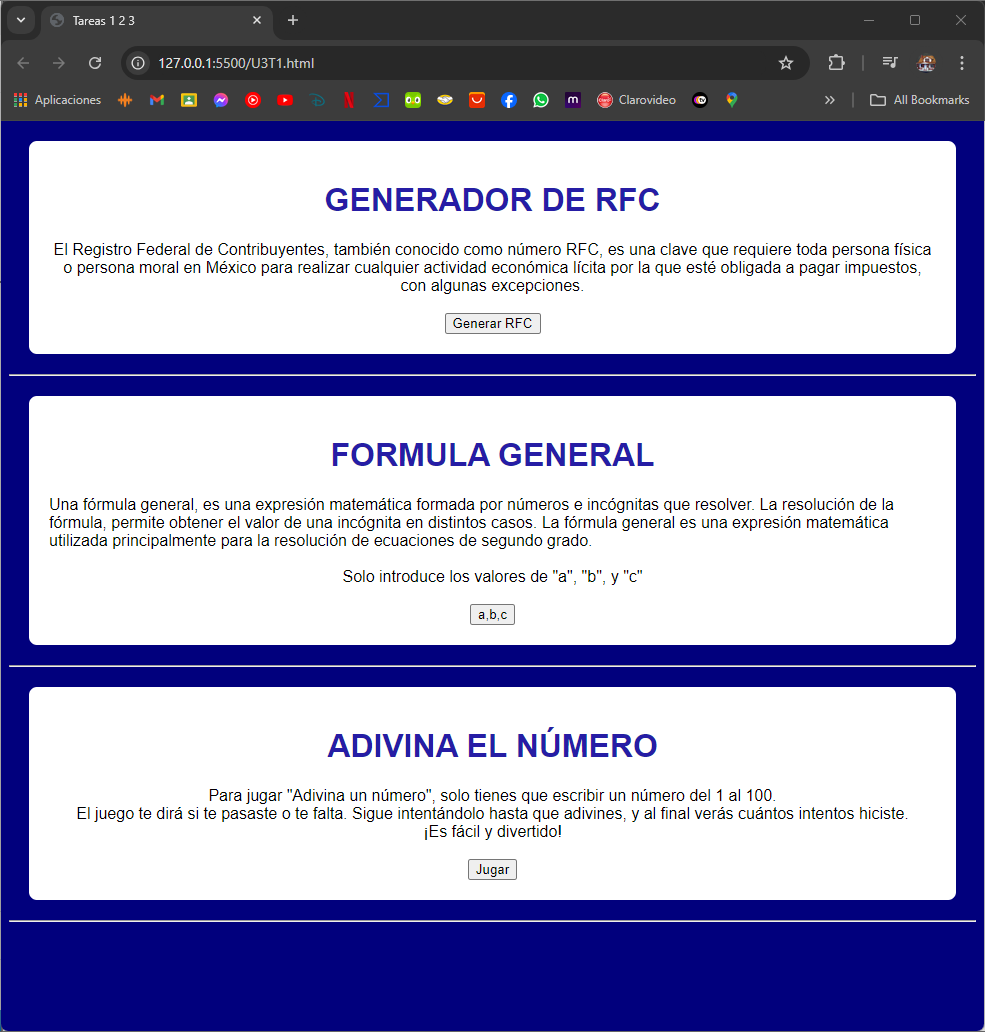 Tareas 1 2 3
127.0.0.1:5500/U3T1.html
Aplicaciones
Clarovideo
All Bookmarks
GENERADOR DE RFC
El Registro Federal de Contribuyentes, también conocido como número RFC, es una clave que requiere toda persona física
o persona moral en México para realizar cualquier actividad económica lícita por la que esté obligada a pagar impuestos,
con algunas excepciones.
Generar RFC
FORMULA GENERAL
Una fórmula general, es una expresión matemática formada por números e incógnitas que resolver. La resolución de la
fórmula, permite obtener el valor de una incógnita en distintos casos. La fórmula general es una expresión matemática
utilizada principalmente para la resolución de ecuaciones de segundo grado.
Solo introduce los valores de "a", "b", y "c"
a,b,c
ADIVINA EL NÚMERO
Para jugar "Adivina un número", solo tienes que escribir un número del 1 al 100.
El juego te dirá si te pasaste o te falta. Sigue intentándolo hasta que adivines, y al final verás cuántos intentos hiciste.
¡Es fácil y divertido!
Jugar